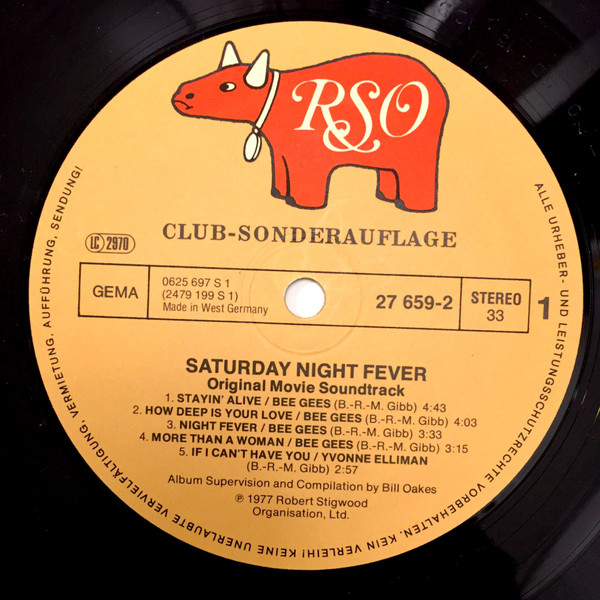 RSO
CLUB-SONDERAUFLAGE
LC 2970
GEMA
0625 697 S 1
(2479 199 S 1)
Made in West Germany
27 659-2
STEREO
33
1
SATURDAY NIGHT FEVER
Original Movie Soundtrack
1. STAYIN' ALIVE / BEE GEES (B.-R.-M. Gibb) 4:43
2. HOW DEEP IS YOUR LOVE / BEE GEES (B.-R.-M. Gibb) 4:03
3. NIGHT FEVER / BEE GEES (B.-R.-M. Gibb) 3:33
4. MORE THAN A WOMAN / BEE GEES (B.-R.-M. Gibb) 3:15
5. IF I CAN'T HAVE YOU / YVONNE ELLIMAN
(B.-R.-M. Gibb) 2:57
Album Supervision and Compilation by Bill Oakes
℗ 1977 Robert Stigwood
Organisation, Ltd.
ALLE URHEBER- UND LEISTUNGSSCHUTZRECHTE VORBEHALTEN. KEIN VERLEIH! KEINE UNERLAUBTE VERVIELFÄLTIGUNG, VERMIETUNG, AUFFÜHRUNG, SENDUNG!